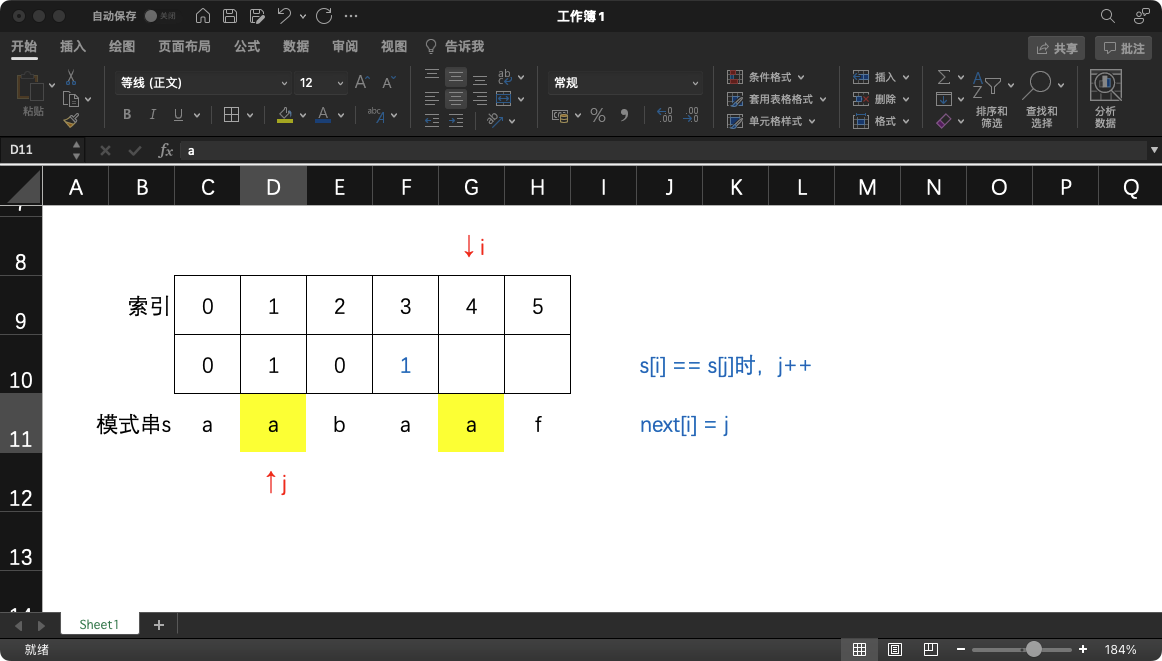 自动保存 关闭 工作簿1
开始 插入 绘图 页面布局 公式 数据 审阅 视图 告诉我 共享 批注
粘贴 等线 (正文) 12 常规 条件格式 套用表格格式 单元格样式 插入 删除 格式 排序和筛选 查找和选择 分析数据
D11 fx a
A B C D E F G H I J K L M N O P Q
8 ↓i
9 索引 0 1 2 3 4 5
10 0 1 0 1 s[i] == s[j]时，j++
11 模式串s a a b a a f next[i] = j
12 ↑j
13
14
Sheet1 +
就绪 184%